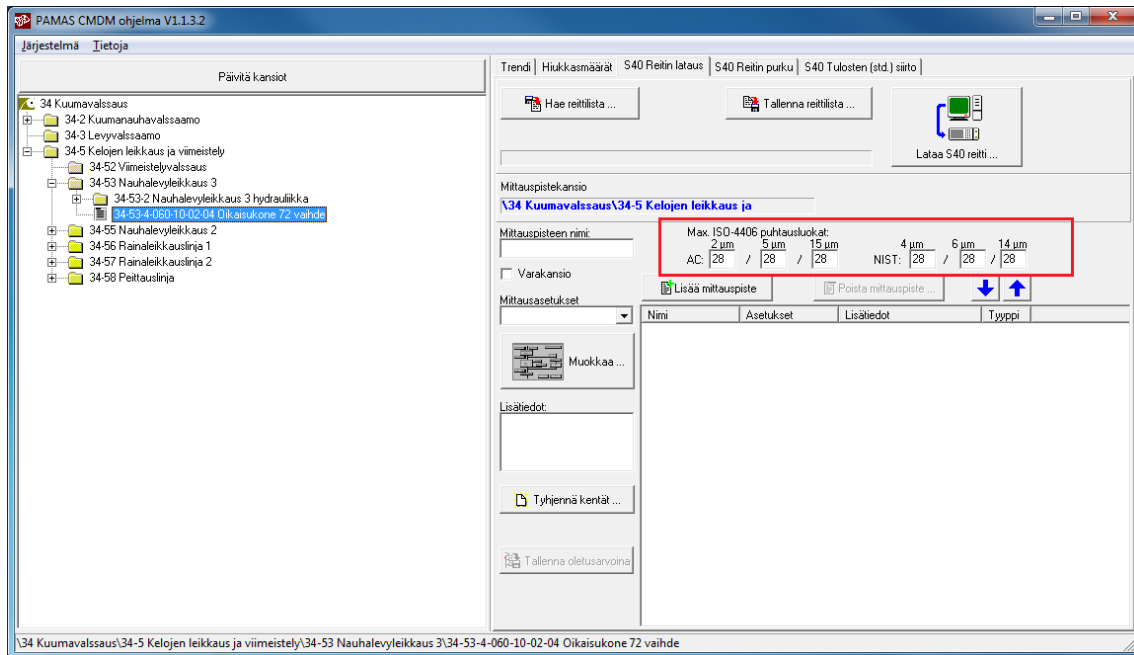 PAMAS CMDM ohjelma V1.1.3.2
Järjestelmä Tietoja
Päivitä kansiot
34 Kuumavalssaus
34-2 Kuumanauhavalssaamo
34-3 Levyvalssaamo
34-5 Kelojen leikkaus ja viimeistely
34-52 Viimeistelyvalssaus
34-53 Nauhalevyleikkaus 3
34-53-2 Nauhalevyleikkaus 3 hydrauliikka
34-53-4-060-10-02-04 Oikaisukone 72 vaihde
34-55 Nauhalevyleikkaus 2
34-56 Rainaleikkauslinja 1
34-57 Rainaleikkauslinja 2
34-58 Peittauslinja
Trendi Hiukkasmäärät S40 Reitin lataus S40 Reitin purku S40 Tulosten (std.) siirto
Hae reittilista ... Tallenna reittilista ...
Lataa S40 reitti ...
Mittauspistekansio
\34 Kuumavalssaus\34-5 Kelojen leikkaus ja
Mittauspisteen nimi:
Max. ISO-4406 puhtausluokat:
2 µm 5 µm 15 µm 4 µm 6 µm 14 µm
AC: 28 / 28 / 28 NIST: 28 / 28 / 28
Varakansio
Lisää mittauspiste Poista mittauspiste ...
Mittausasetukset
Nimi Asetukset Lisätiedot Tyyppi
Muokkaa ...
Lisätiedot:
Tyhjennä kentät ...
Tallenna oletusarvoina
\34 Kuumavalssaus\34-5 Kelojen leikkaus ja viimeistely\34-53 Nauhalevyleikkaus 3\34-53-4-060-10-02-04 Oikaisukone 72 vaihde